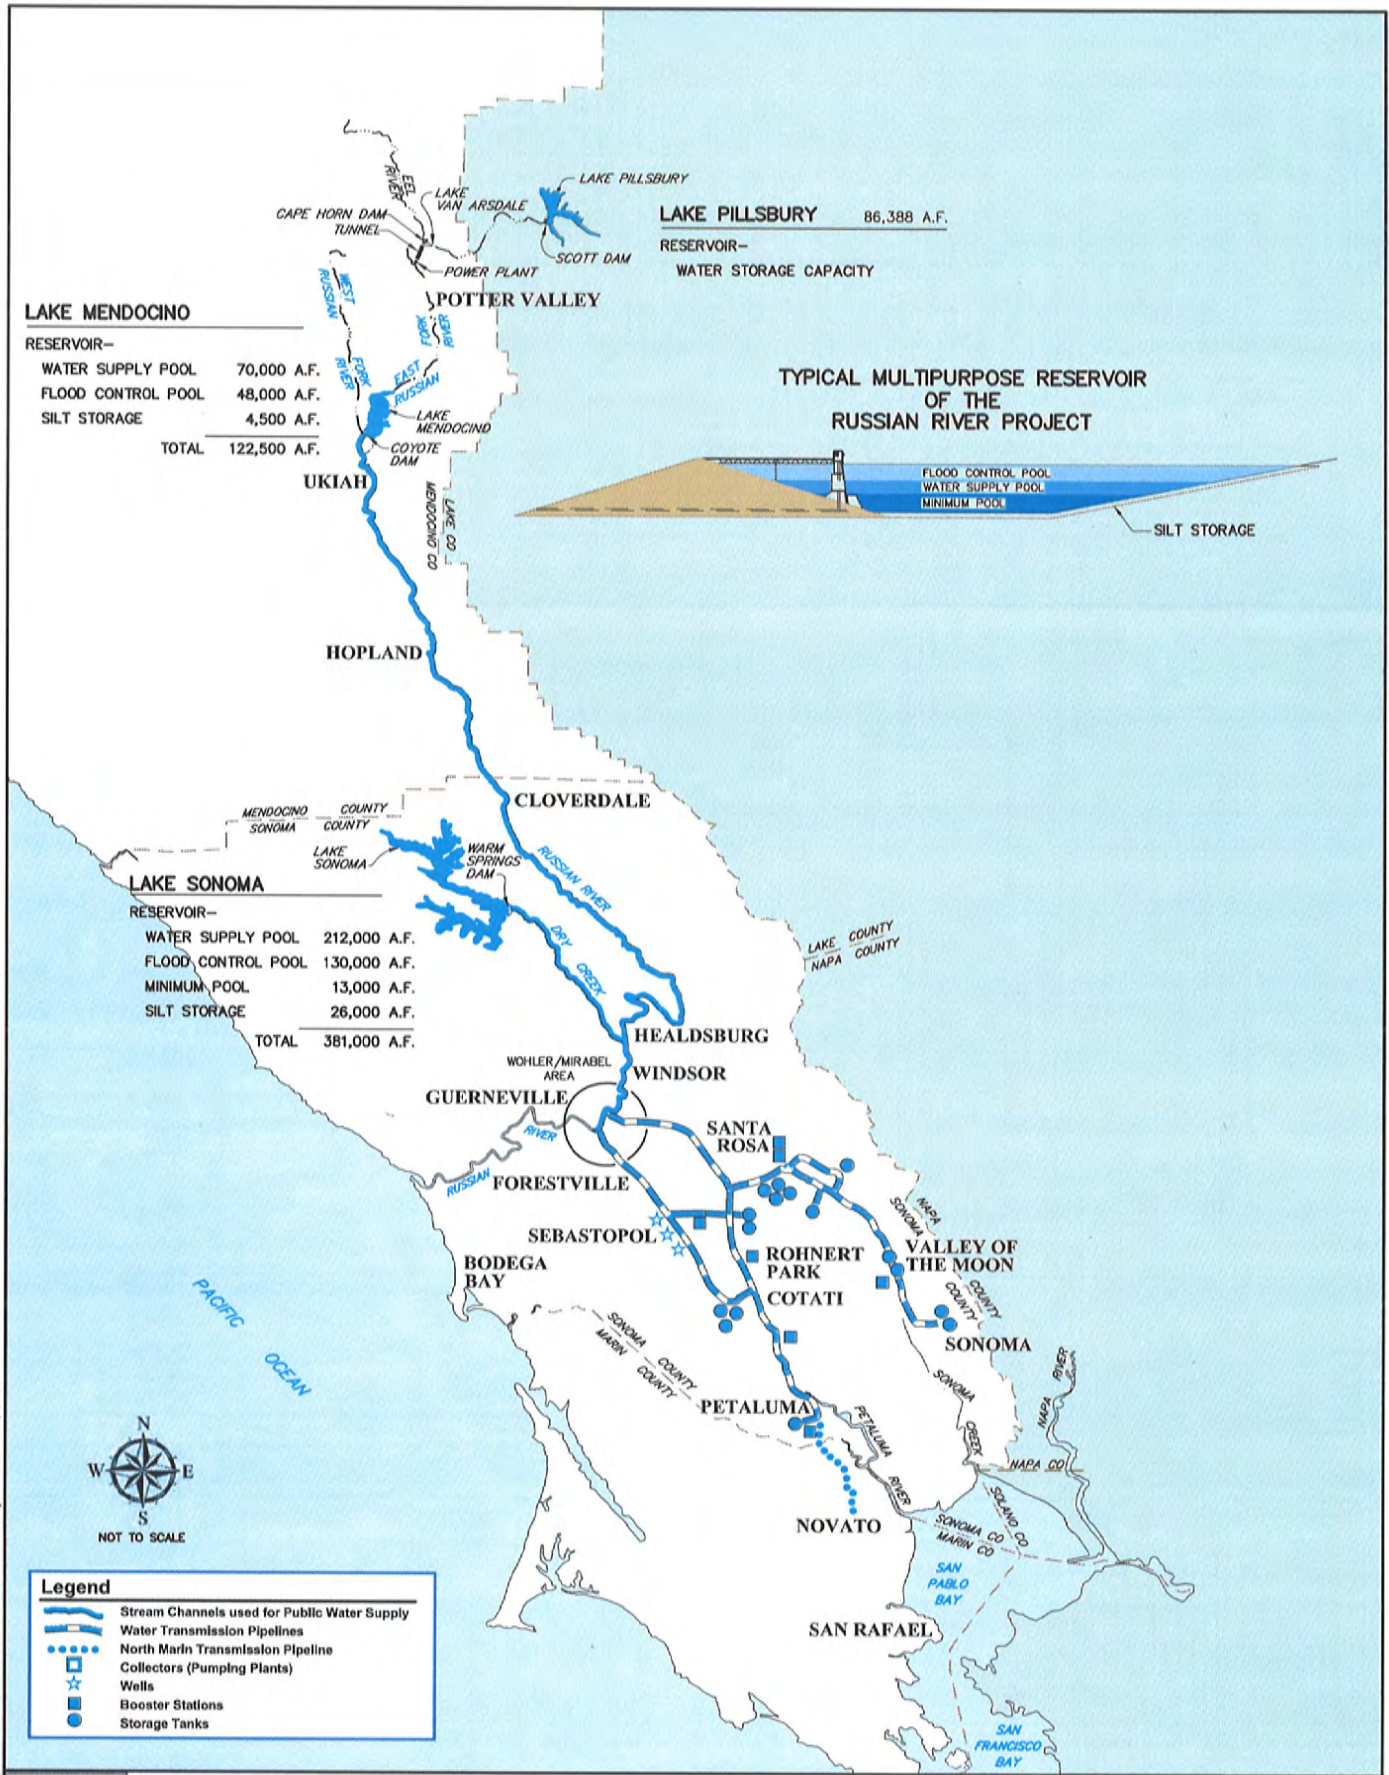 EEL
RIVER
LAKE
VAN ARSDALE
CAPE HORN DAM
TUNNEL
POWER PLANT
LAKE PILLSBURY
SCOTT DAM
LAKE PILLSBURY 86,388 A.F.
RESERVOIR-
WATER STORAGE CAPACITY
POTTER VALLEY
WEST
RUSSIAN
FORK
RIVER
FORK
RIVER
EAST
RUSSIAN
LAKE MENDOCINO
RESERVOIR-
WATER SUPPLY POOL 70,000 A.F.
FLOOD CONTROL POOL 48,000 A.F.
SILT STORAGE 4,500 A.F.
TOTAL 122,500 A.F.
LAKE
MENDOCINO
COYOTE
DAM
UKIAH
LAKE CO
MENDOCINO CO
TYPICAL MULTIPURPOSE RESERVOIR
OF THE
RUSSIAN RIVER PROJECT
FLOOD CONTROL POOL
WATER SUPPLY POOL
MINIMUM POOL
SILT STORAGE
HOPLAND
CLOVERDALE
MENDOCINO COUNTY
SONOMA COUNTY
LAKE
SONOMA
WARM
SPRINGS
DAM
RUSSIAN RIVER
LAKE SONOMA
RESERVOIR-
WATER SUPPLY POOL 212,000 A.F.
FLOOD CONTROL POOL 130,000 A.F.
MINIMUM POOL 13,000 A.F.
SILT STORAGE 26,000 A.F.
TOTAL 381,000 A.F.
DRY
CREEK
LAKE COUNTY
NAPA COUNTY
HEALDSBURG
WOHLER/MIRABEL
AREA
WINDSOR
GUERNEVILLE
RIVER
RUSSIAN
FORESTVILLE
SANTA
ROSA
SEBASTOPOL
NAPA
SONOMA
COUNTY
COUNTY
VALLEY OF
THE MOON
ROHNERT
PARK
COTATI
SONOMA
BODEGA
BAY
PACIFIC
OCEAN
SONOMA COUNTY
MARIN COUNTY
SONOMA
CREEK
NAPA RIVER
PETALUMA
PETALUMA
RIVER
NAPA CO
SOLANO CO
SONOMA CO
MARIN CO
NOVATO
SAN
PABLO
BAY
SAN RAFAEL
SAN
FRANCISCO
BAY
N
W
E
S
NOT TO SCALE
Legend
Stream Channels used for Public Water Supply
Water Transmission Pipelines
North Marin Transmission Pipeline
Collectors (Pumping Plants)
Wells
Booster Stations
Storage Tanks